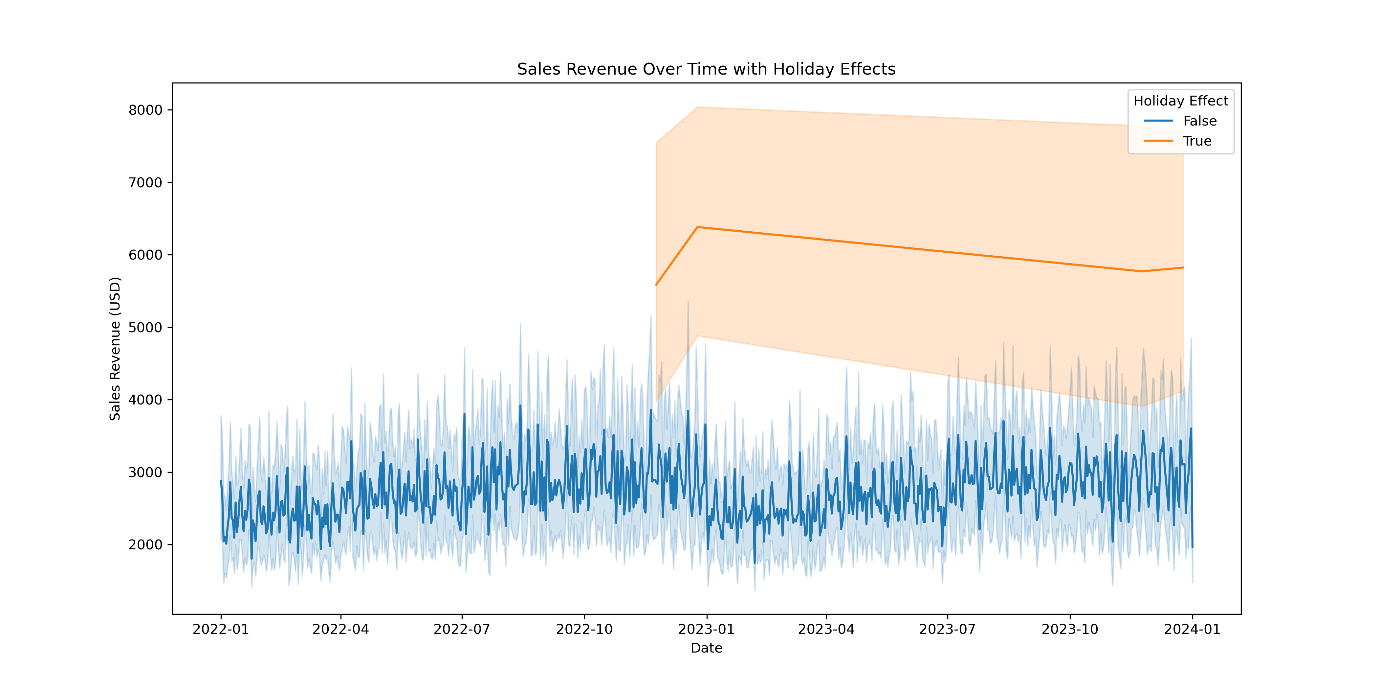 Sales Revenue Over Time with Holiday Effects
Holiday Effect
False
True
Sales Revenue (USD)
8000
7000
6000
5000
4000
3000
2000
2022-01 2022-04 2022-07 2022-10 2023-01 2023-04 2023-07 2023-10 2024-01
Date